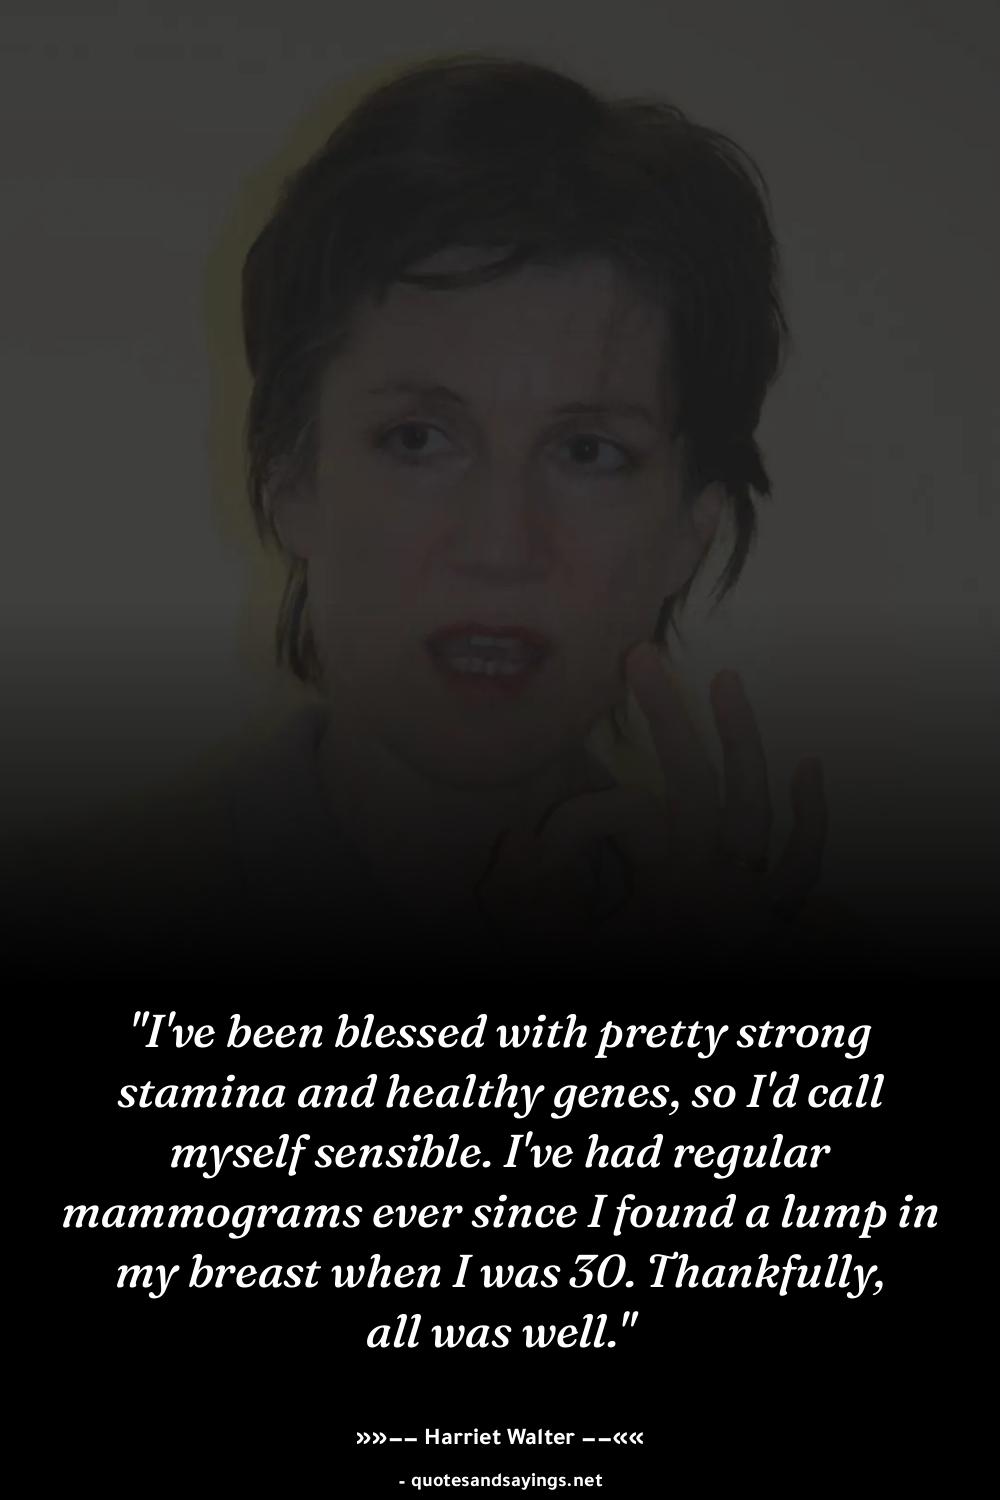 "I've been blessed with pretty strong
stamina and healthy genes, so I'd call
myself sensible. I've had regular
mammograms ever since I found a lump in
my breast when I was 30. Thankfully,
all was well."
»»−− Harriet Walter −−««
- quotesandsayings.net